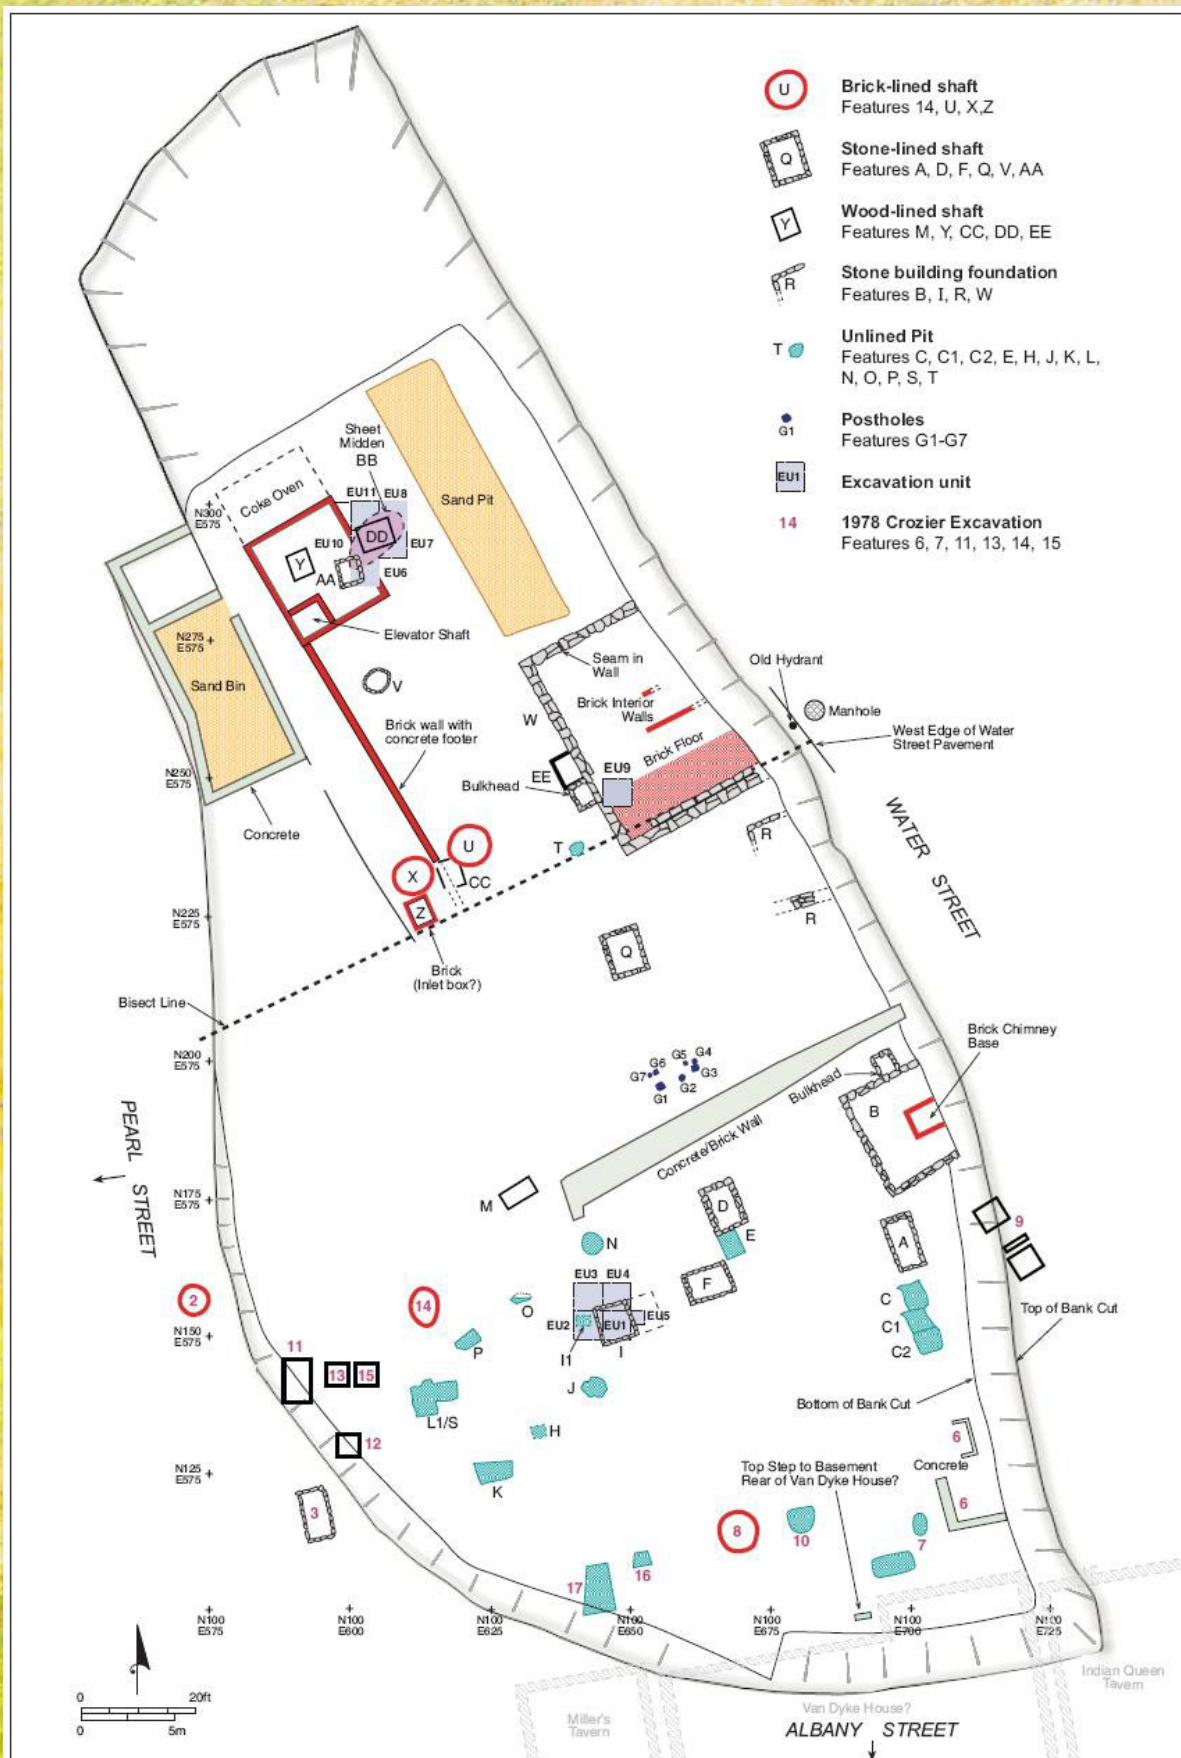 U
Brick-lined shaft
Features 14, U, X,Z
Q
Stone-lined shaft
Features A, D, F, Q, V, AA
Y
Wood-lined shaft
Features M, Y, CC, DD, EE
R
Stone building foundation
Features B, I, R, W
T
Unlined Pit
Features C, C1, C2, E, H, J, K, L,
N, O, P, S, T
G1
Postholes
Features G1-G7
EU1
Excavation unit
14
1978 Crozier Excavation
Features 6, 7, 11, 13, 14, 15
Sheet
Midden
BB
Coke Oven
Sand Pit
EU11
EU8
N300
E575
DD
EU10
EU7
Y
AA
EU6
Elevator Shaft
N275
E575
Sand Bin
V
Seam in
Wall
Old Hydrant
Brick Interior
Walls
Manhole
W
Brick wall with
concrete footer
West Edge of Water
Street Pavement
Brick Floor
N250
E575
EE
EU9
Bulkhead
Concrete
WATER STREET
U
T
R
X
CC
Z
N225
E575
R
Q
Brick
(Inlet box?)
Bisect Line
Brick Chimney
Base
N200
E575
G5
G4
G6
G3
G7
G2
G1
Bulkhead
B
PEARL STREET
Concrete/Brick Wall
N175
E575
M
D
9
N
E
A
EU3
EU4
F
2
14
O
C
Top of Bank Cut
EU2
EU1
EU5
C1
N150
E575
11
P
I1
I
C2
13
15
J
L1/S
Bottom of Bank Cut
H
12
6
N125
E575
K
Top Step to Basement
Rear of Van Dyke House?
Concrete
3
6
8
10
7
17
16
N100
E575
N100
E600
N100
E625
N100
E650
N100
E675
N100
E700
N100
E725
0
20ft
0
5m
Indian Queen
Tavern
Miller's
Tavern
Van Dyke House?
ALBANY STREET